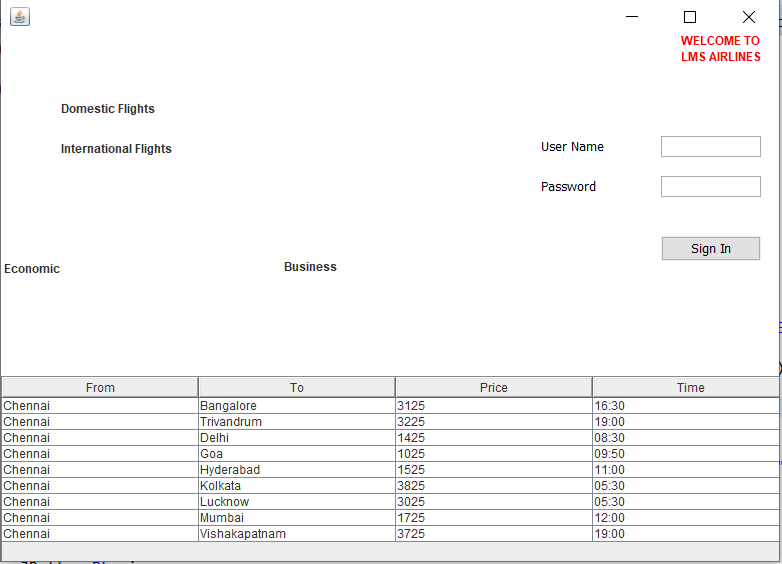 WELCOME TO
LMS AIRLINES
Domestic Flights
International Flights
User Name
Password
Sign In
Economic
Business
From To Price Time
Chennai Bangalore 3125 16:30
Chennai Trivandrum 3225 19:00
Chennai Delhi 1425 08:30
Chennai Goa 1025 09:50
Chennai Hyderabad 1525 11:00
Chennai Kolkata 3825 05:30
Chennai Lucknow 3025 05:30
Chennai Mumbai 1725 12:00
Chennai Vishakapatnam 3725 19:00